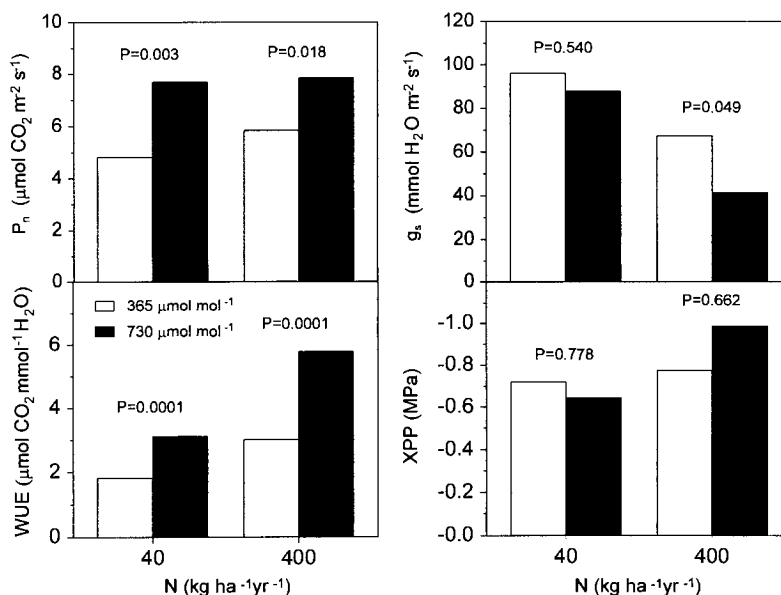 10
8
6
4
2
0
Pₙ (μmol CO₂ m⁻² s⁻¹)
P=0.003
P=0.018
-120
100
80
60
40
20
0
gₛ (mmol H₂O m⁻² s⁻¹)
P=0.540
P=0.049
6
4
2
0
WUE (μmol CO₂ mmol⁻¹ H₂O)
365 μmol mol ⁻¹
730 μmol mol ⁻¹
P=0.0001
P=0.0001
40
400
N (kg ha ⁻¹yr ⁻¹)
-1.0
-0.8
-0.6
-0.4
-0.2
-0.0
XPP (MPa)
P=0.778
P=0.662
40
400
N (kg ha ⁻¹yr ⁻¹)